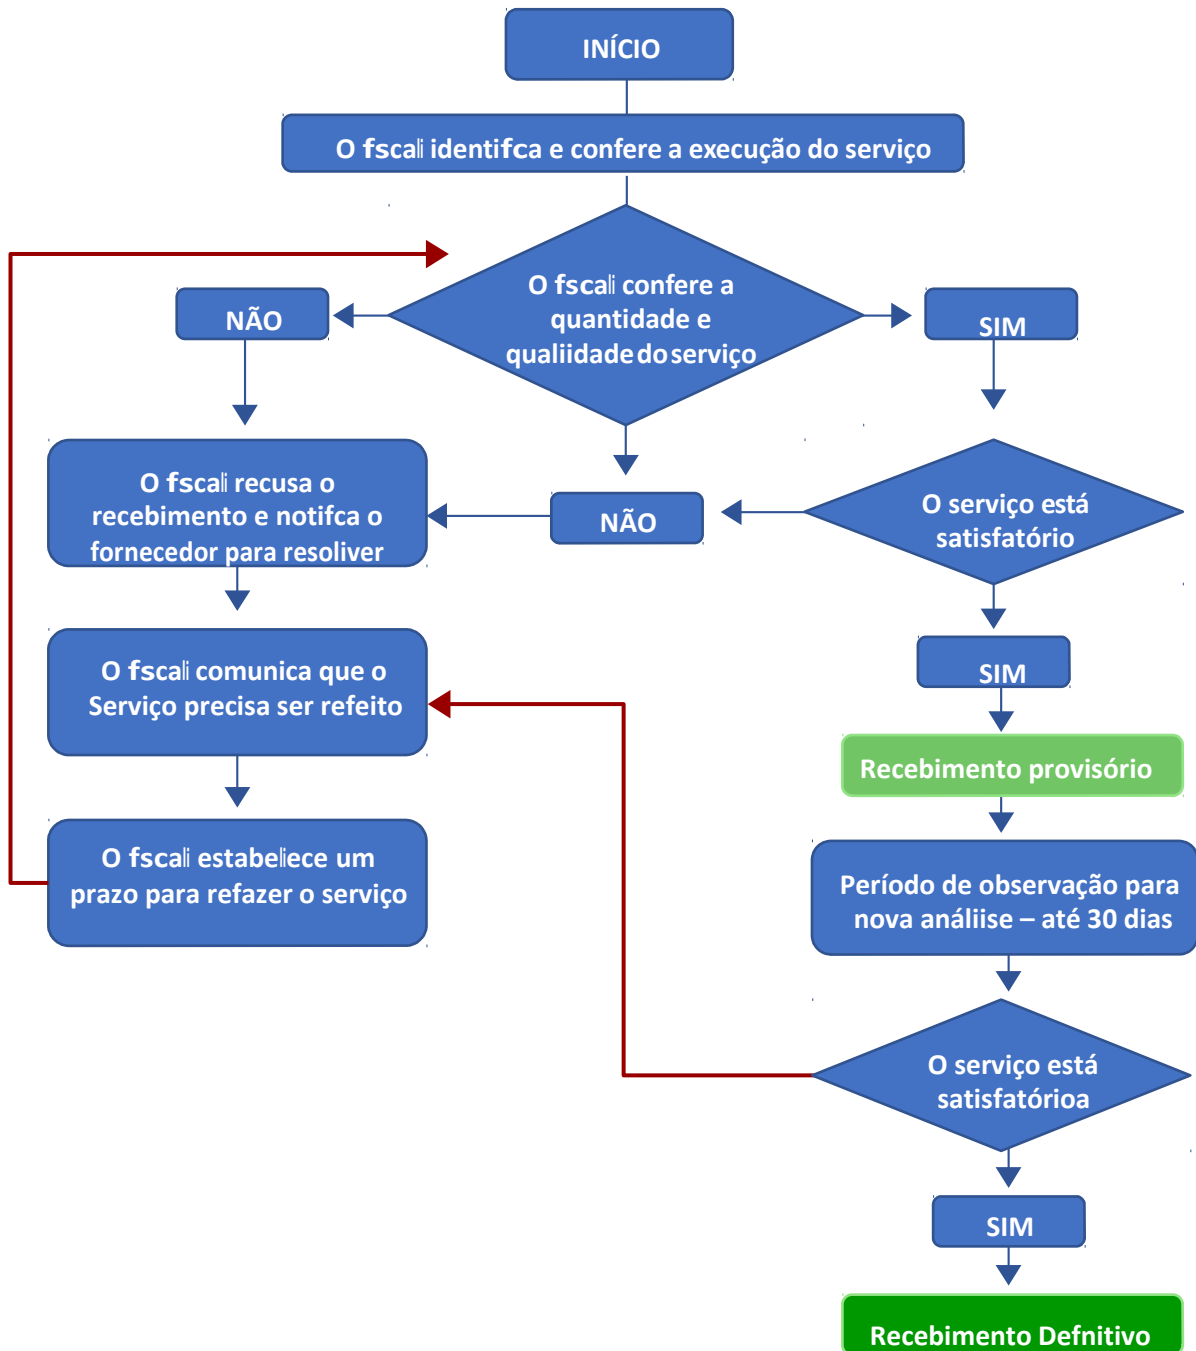 INÍCIO
O fscali identifca e confere a execução do serviço
O fscali confere a
quantidade e
qualiidade do serviço
NÃO
SIM
O fscali recusa o
recebimento e notifca o
fornecedor para resoliver
NÃO
O serviço está
satisfatório
SIM
O fscali comunica que o
Serviço precisa ser refeito
Recebimento provisório
O fscali estabeliece um
prazo para refazer o serviço
Período de observação para
nova análiise – até 30 dias
O serviço está
satisfatórioa
SIM
Recebimento Defnitivo